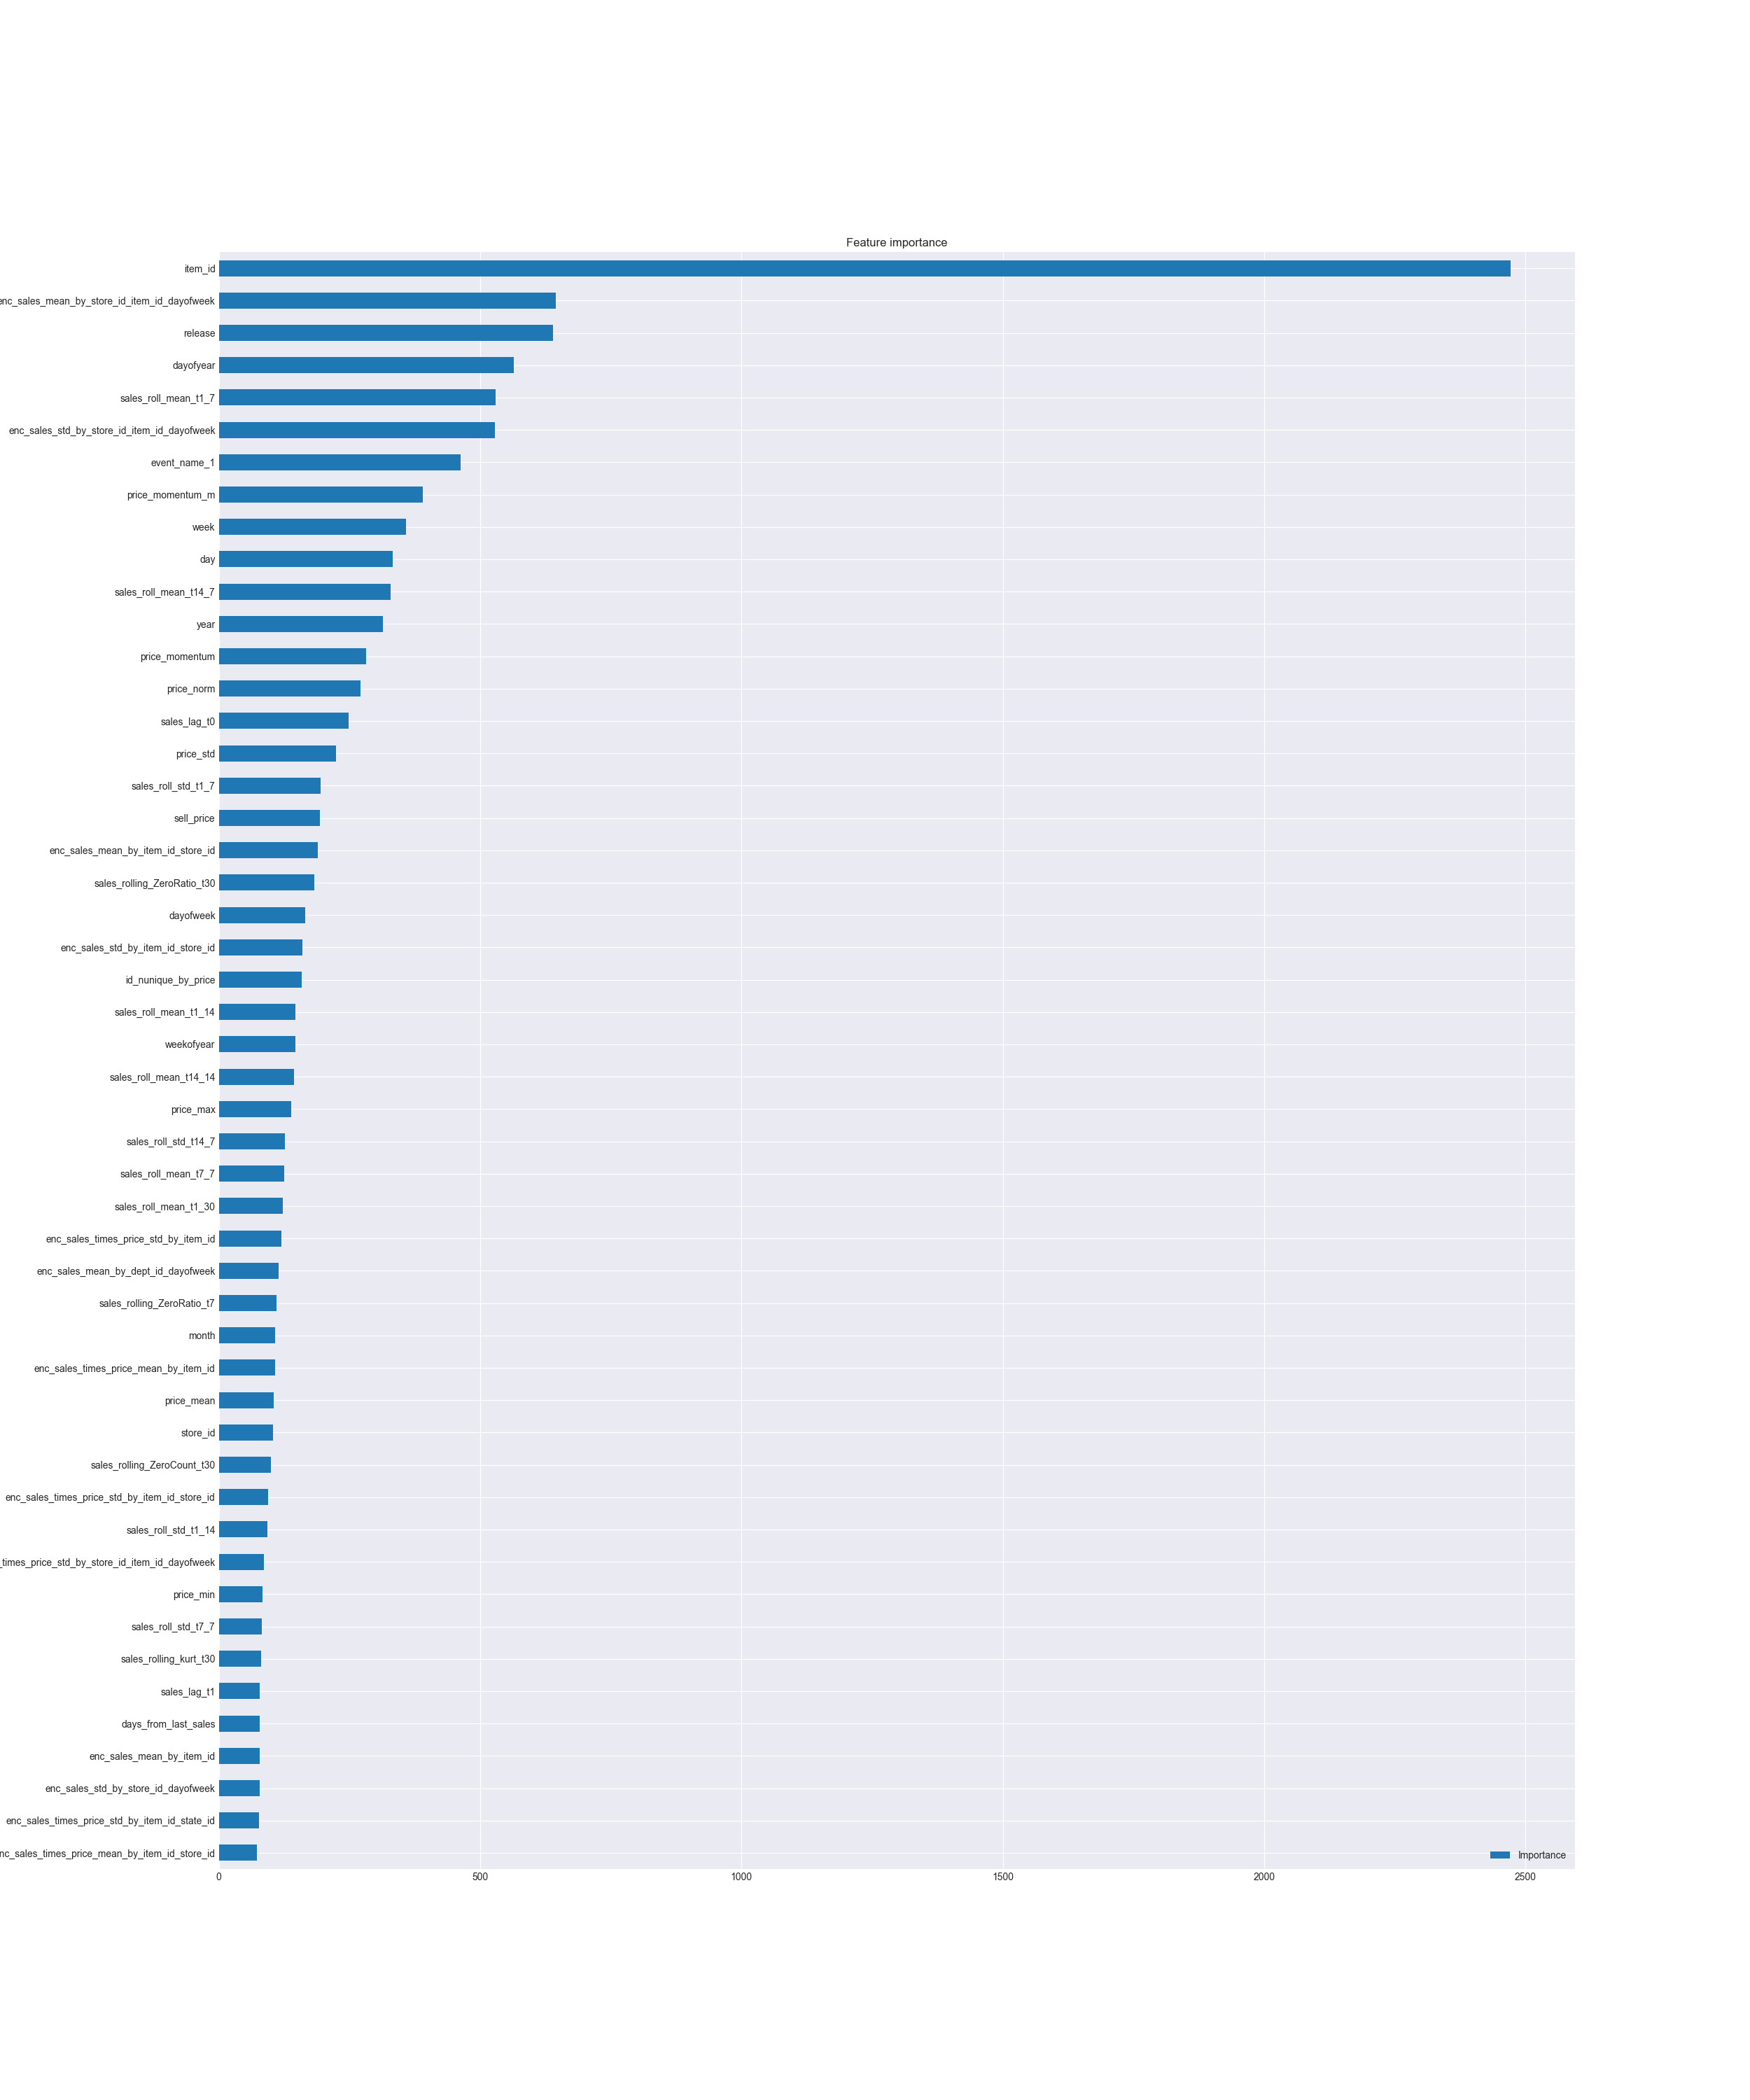 Feature importance
item_id
enc_sales_mean_by_store_id_item_id_dayofweek
release
dayofyear
sales_roll_mean_t1_7
enc_sales_std_by_store_id_item_id_dayofweek
event_name_1
price_momentum_m
week
day
sales_roll_mean_t14_7
year
price_momentum
price_norm
sales_lag_t0
price_std
sales_roll_std_t1_7
sell_price
enc_sales_mean_by_item_id_store_id
sales_rolling_ZeroRatio_t30
dayofweek
enc_sales_std_by_item_id_store_id
id_nunique_by_price
sales_roll_mean_t1_14
weekofyear
sales_roll_mean_t14_14
price_max
sales_roll_std_t14_7
sales_roll_mean_t7_7
sales_roll_mean_t1_30
enc_sales_times_price_std_by_item_id
enc_sales_mean_by_dept_id_dayofweek
sales_rolling_ZeroRatio_t7
month
enc_sales_times_price_mean_by_item_id
price_mean
store_id
sales_rolling_ZeroCount_t30
enc_sales_times_price_std_by_item_id_store_id
sales_roll_std_t1_14
_times_price_std_by_store_id_item_id_dayofweek
price_min
sales_roll_std_t7_7
sales_rolling_kurt_t30
sales_lag_t1
days_from_last_sales
enc_sales_mean_by_item_id
enc_sales_std_by_store_id_dayofweek
enc_sales_times_price_std_by_item_id_state_id
nc_sales_times_price_mean_by_item_id_store_id
Importance
0 500 1000 1500 2000 2500